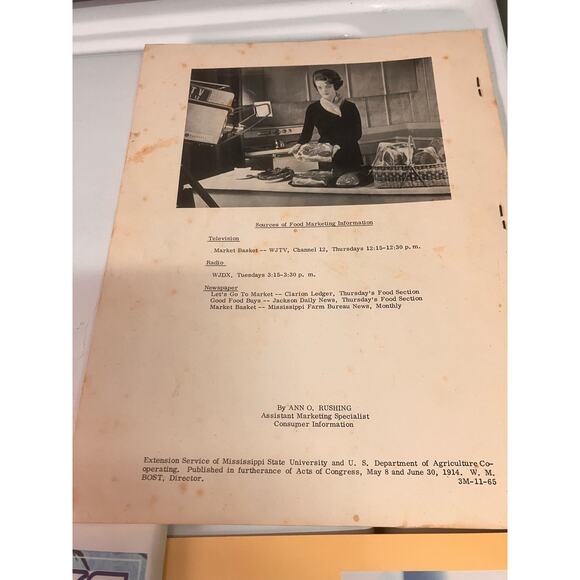 TV
Sources of Food Marketing Information
Television
Market Basket -- WJTV, Channel 12, Thursdays 12:15-12:30 p. m.
Radio
WJDX, Tuesdays 3:15-3:30 p. m.
Newspaper
Let's Go To Market -- Clarion Ledger, Thursday's Food Section
Good Food Buys -- Jackson Daily News, Thursday's Food Section
Market Basket -- Mississippi Farm Bureau News, Monthly
By ANN O. RUSHING
Assistant Marketing Specialist
Consumer Information
Extension Service of Mississippi State University and U. S. Department of Agriculture Co-
operating. Published in furtherance of Acts of Congress, May 8 and June 30, 1914. W. M.
BOST, Director. 3M-11-65